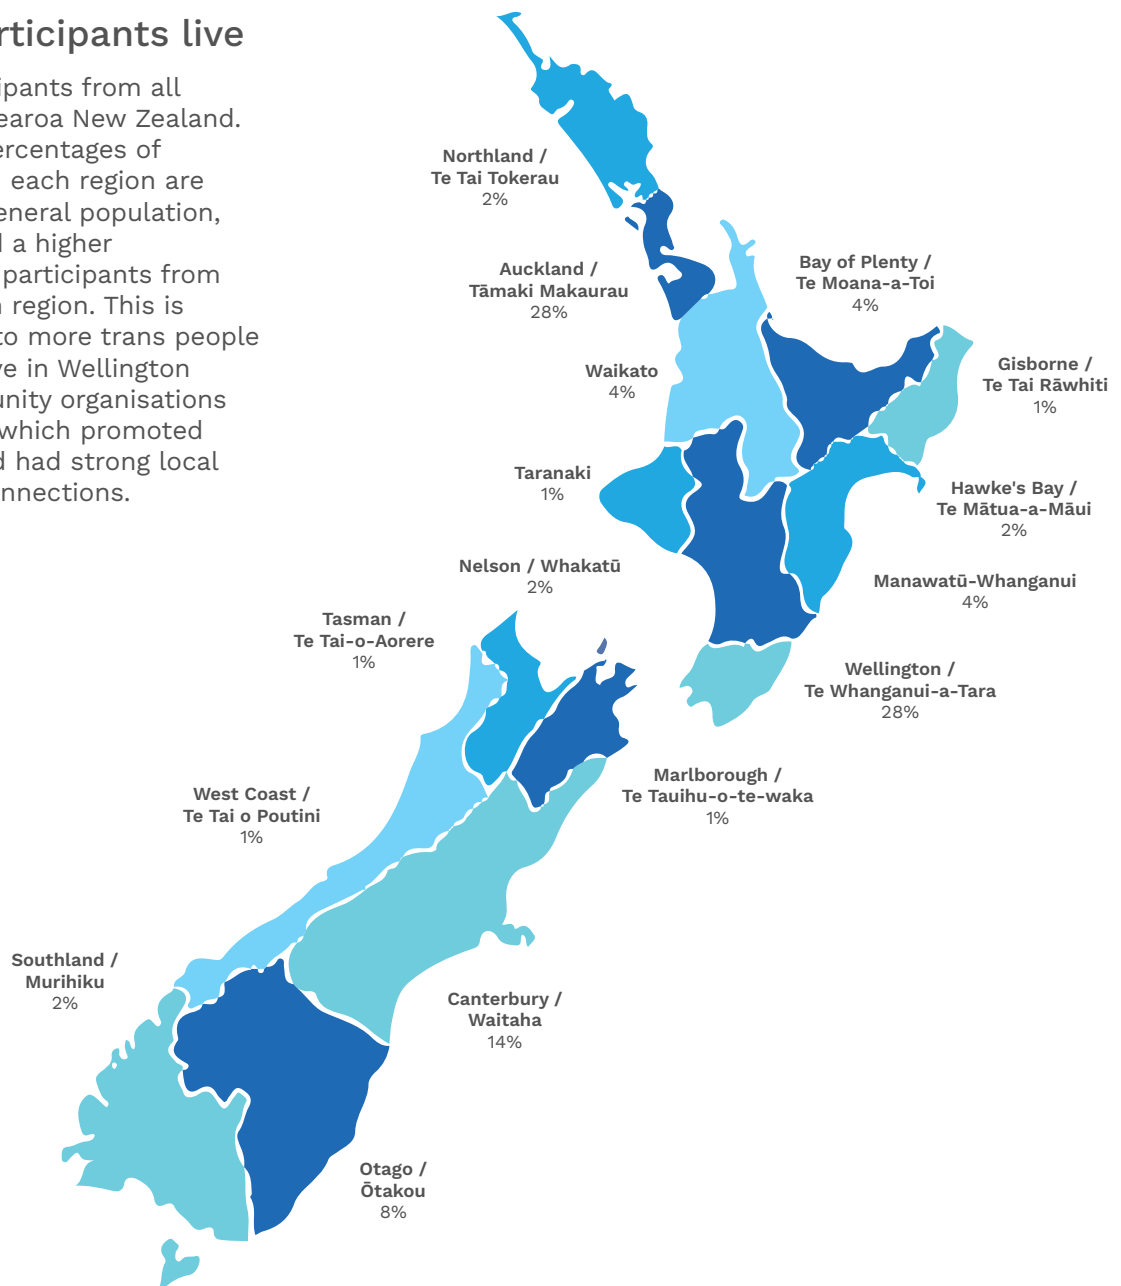 rticipants live
ipants from all
earoa New Zealand.
ercentages of
each region are
eneral population,
d a higher
participants from
n region. This is
to more trans people
ve in Wellington
unity organisations
which promoted
d had strong local
nnections.
Northland /
Te Tai Tokerau
2%
Auckland /
Tāmaki Makaurau
28%
Bay of Plenty /
Te Moana-a-Toi
4%
Waikato
4%
Gisborne /
Te Tai Rāwhiti
1%
Taranaki
1%
Hawke's Bay /
Te Mātua-a-Māui
2%
Nelson / Whakatū
2%
Manawatū-Whanganui
4%
Tasman /
Te Tai-o-Aorere
1%
Wellington /
Te Whanganui-a-Tara
28%
Marlborough /
Te Tauihu-o-te-waka
1%
West Coast /
Te Tai o Poutini
1%
Southland /
Murihiku
2%
Canterbury /
Waitaha
14%
Otago /
Ōtakou
8%